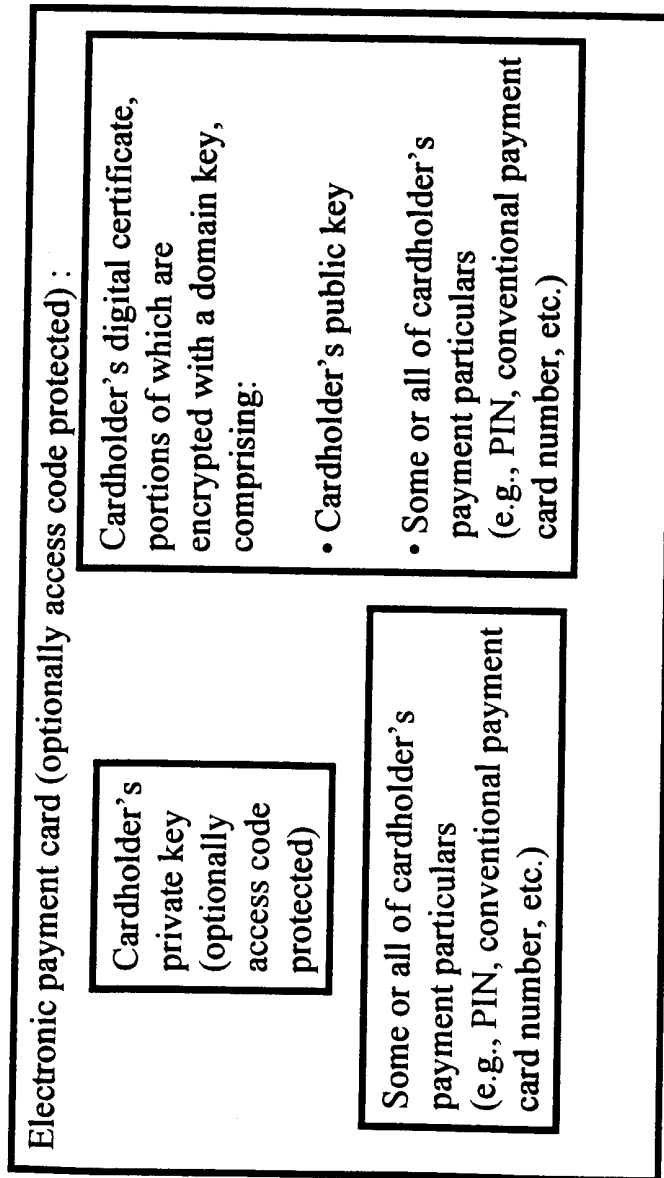 Electronic payment card (optionally access code protected) :
Cardholder's
private key
(optionally
access code
protected)
Some or all of cardholder's
payment particulars
(e.g., PIN, conventional payment
card number, etc.)
Cardholder's digital certificate,
portions of which are
encrypted with a domain key,
comprising:
• Cardholder's public key
• Some or all of cardholder's
payment particulars
(e.g., PIN, conventional payment
card number, etc.)